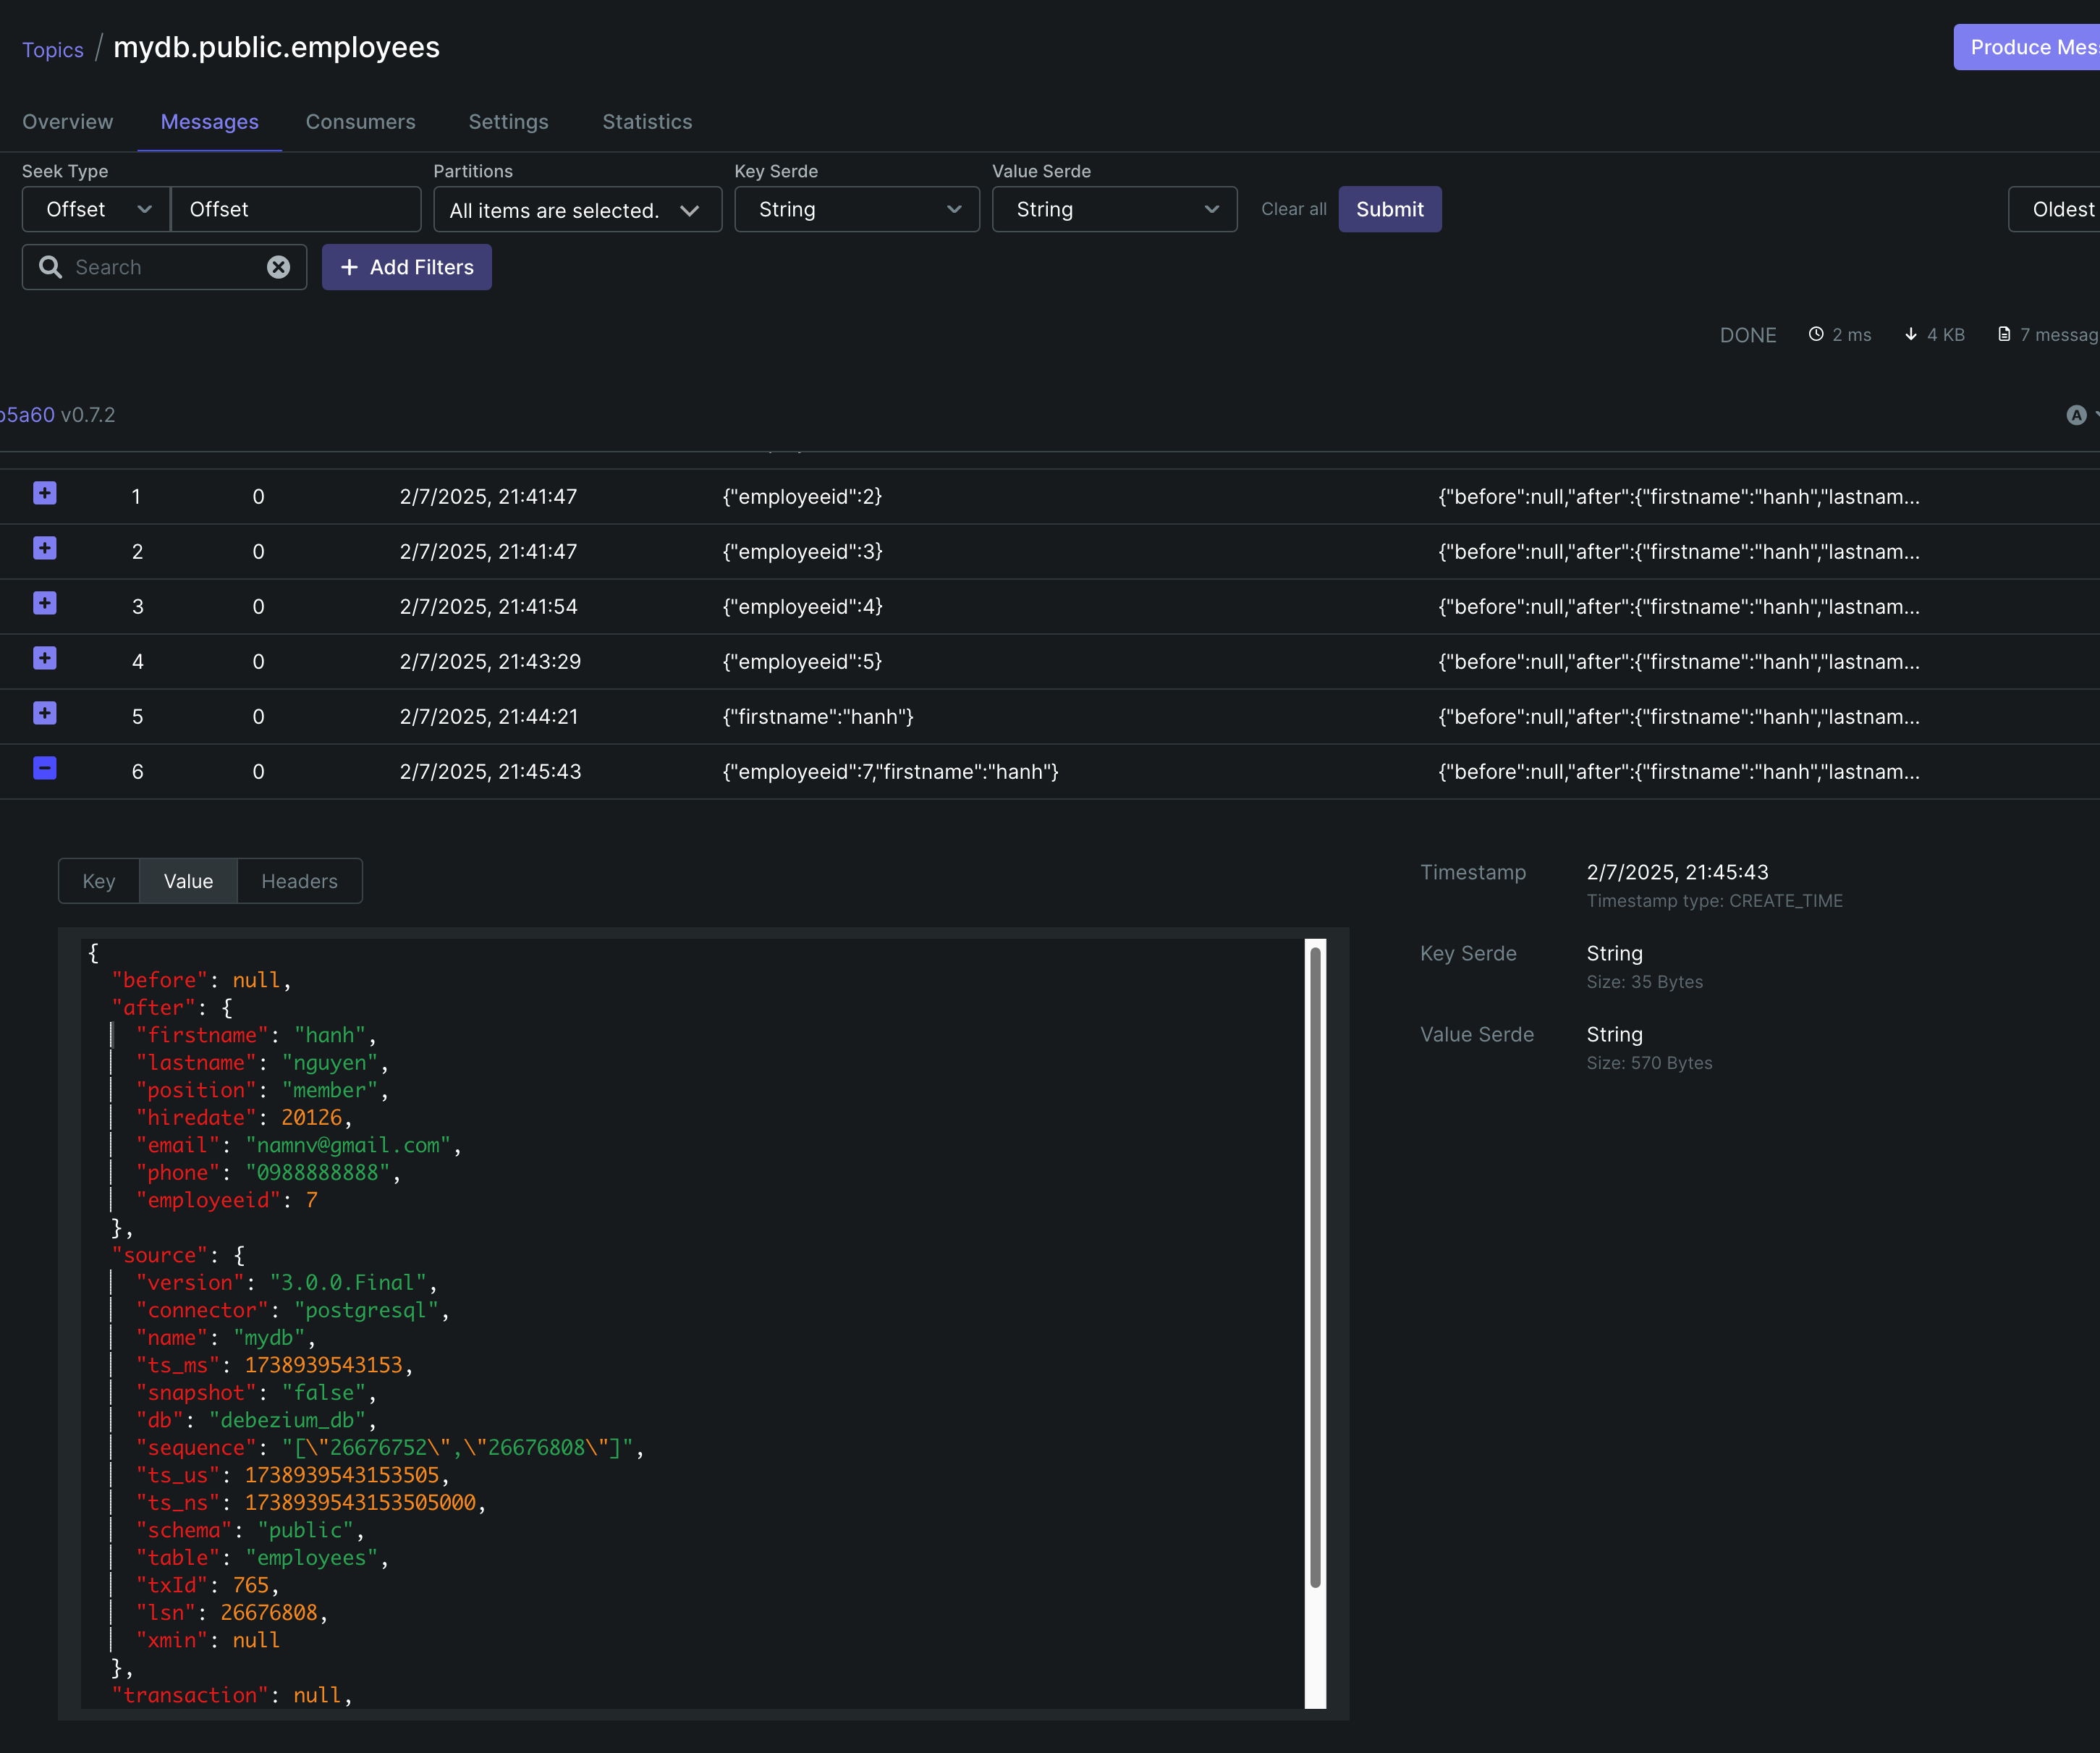 Topics / mydb.public.employees
Produce Mes
Overview Messages Consumers Settings Statistics
Seek Type Partitions Key Serde Value Serde
Offset Offset All items are selected. String String Clear all Submit Oldest
Search + Add Filters
DONE 2 ms 4 KB 7 messag
b5a60 v0.7.2 A
1 0 2/7/2025, 21:41:47 {"employeeid":2} {"before":null,"after":{"firstname":"hanh","lastnam...
2 0 2/7/2025, 21:41:47 {"employeeid":3} {"before":null,"after":{"firstname":"hanh","lastnam...
3 0 2/7/2025, 21:41:54 {"employeeid":4} {"before":null,"after":{"firstname":"hanh","lastnam...
4 0 2/7/2025, 21:43:29 {"employeeid":5} {"before":null,"after":{"firstname":"hanh","lastnam...
5 0 2/7/2025, 21:44:21 {"firstname":"hanh"} {"before":null,"after":{"firstname":"hanh","lastnam...
6 0 2/7/2025, 21:45:43 {"employeeid":7,"firstname":"hanh"} {"before":null,"after":{"firstname":"hanh","lastnam...
Key Value Headers
{
"before": null,
"after": {
"firstname": "hanh",
"lastname": "nguyen",
"position": "member",
"hiredate": 20126,
"email": "namnv@gmail.com",
"phone": "0988888888",
"employeeid": 7
},
"source": {
"version": "3.0.0.Final",
"connector": "postgresql",
"name": "mydb",
"ts_ms": 1738939543153,
"snapshot": "false",
"db": "debezium_db",
"sequence": "[\"26676752\",\"26676808\"]",
"ts_us": 1738939543153505,
"ts_ns": 1738939543153505000,
"schema": "public",
"table": "employees",
"txId": 765,
"lsn": 26676808,
"xmin": null
},
"transaction": null,
Timestamp 2/7/2025, 21:45:43
Timestamp type: CREATE_TIME
Key Serde String
Size: 35 Bytes
Value Serde String
Size: 570 Bytes